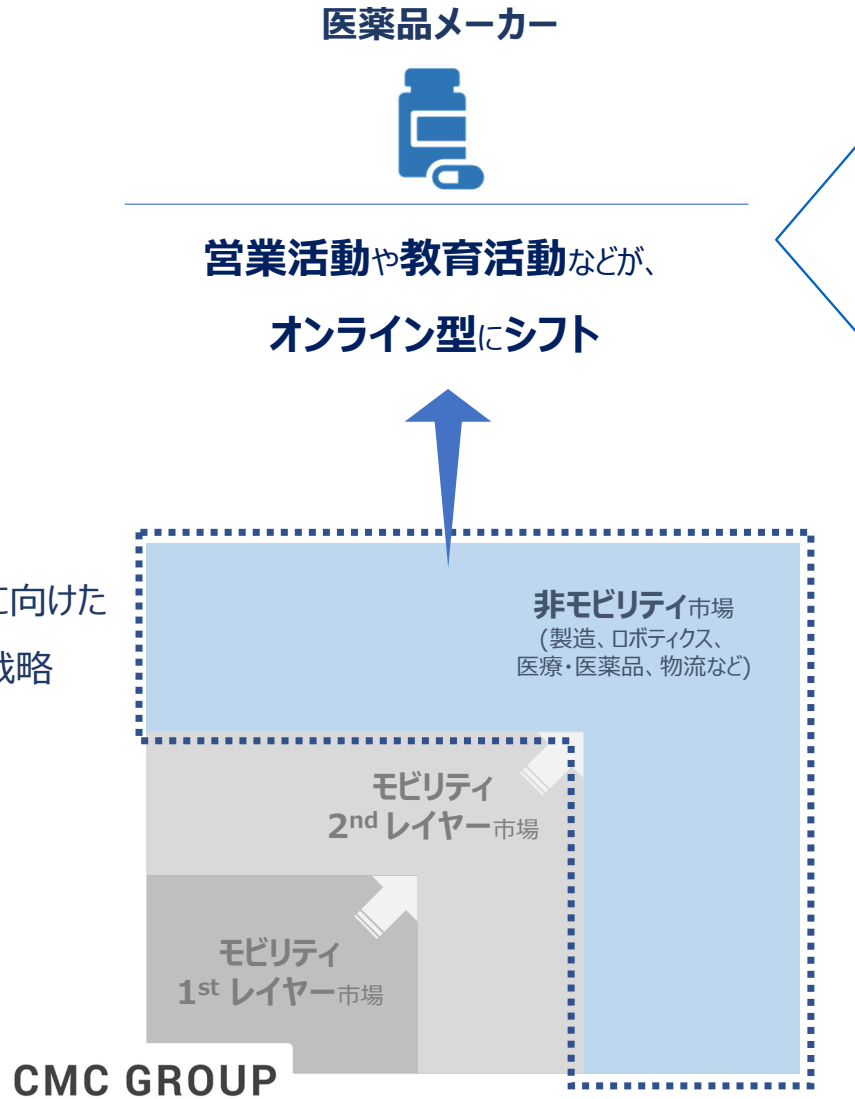 医薬品メーカー
営業活動や教育活動などが、
オンライン型にシフト
に向けた
戦略
非モビリティ市場
(製造、ロボティクス、
医療・医薬品、物流など)
モビリティ
2nd レイヤー市場
モビリティ
1st レイヤー市場
CMC GROUP